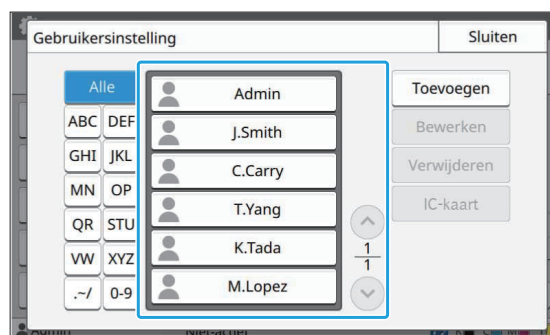 Gebruikersinstelling
Sluiten
Alle
ABC DEF
GHI JKL
MN OP
QR STU
VW XYZ
.~/ 0-9
Admin
J.Smith
C.Carry
T.Yang
K.Tada
M.Lopez
1
1
Toevoegen
Bewerken
Verwijderen
IC-kaart
Admin